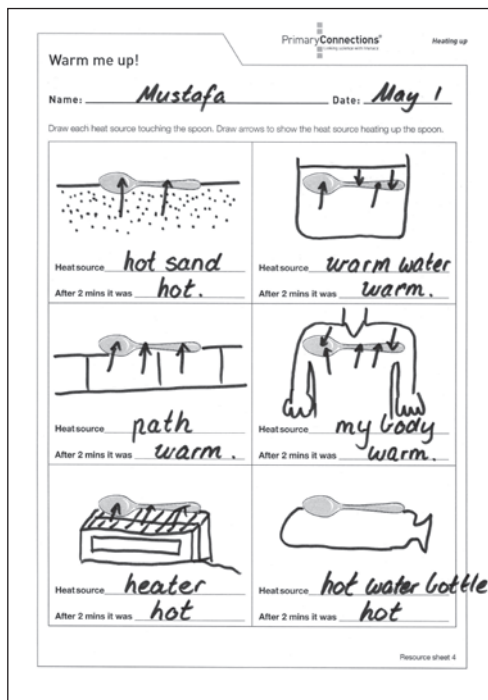 PrimaryConnections®
Linking science with literacy
Heating up
Warm me up!
Name: Mustafa Date: May 1
Draw each heat source touching the spoon. Draw arrows to show the heat source heating up the spoon.
Heat source hot sand
After 2 mins it was hot.
Heat source warm water
After 2 mins it was warm.
Heat source path
After 2 mins it was warm.
Heat source my body
After 2 mins it was warm.
Heat source heater
After 2 mins it was hot
Heat source hot water bottle
After 2 mins it was hot
Resource sheet 4